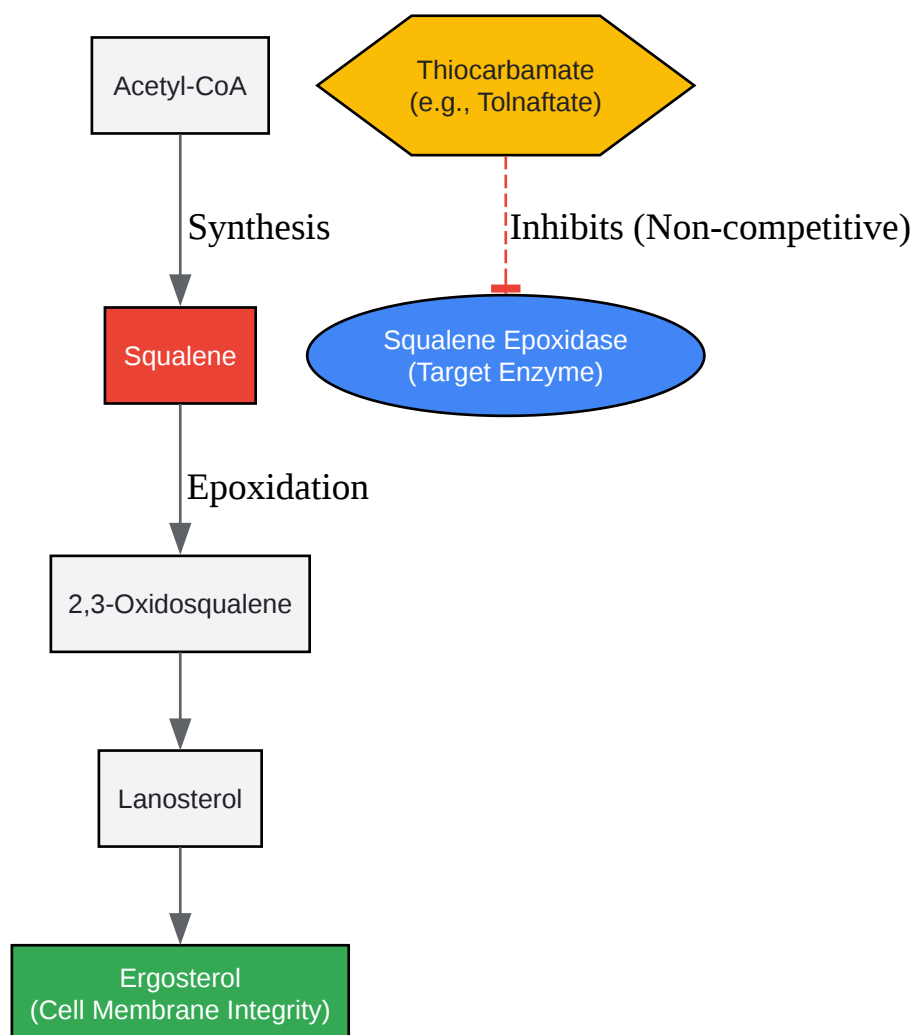 Acetyl-CoA
Thiocarbamate
(e.g., Tolnaftate)
Synthesis
Inhibits (Non-competitive)
Squalene
Squalene Epoxidase
(Target Enzyme)
Epoxidation
2,3-Oxidosqualene
Lanosterol
Ergosterol
(Cell Membrane Integrity)